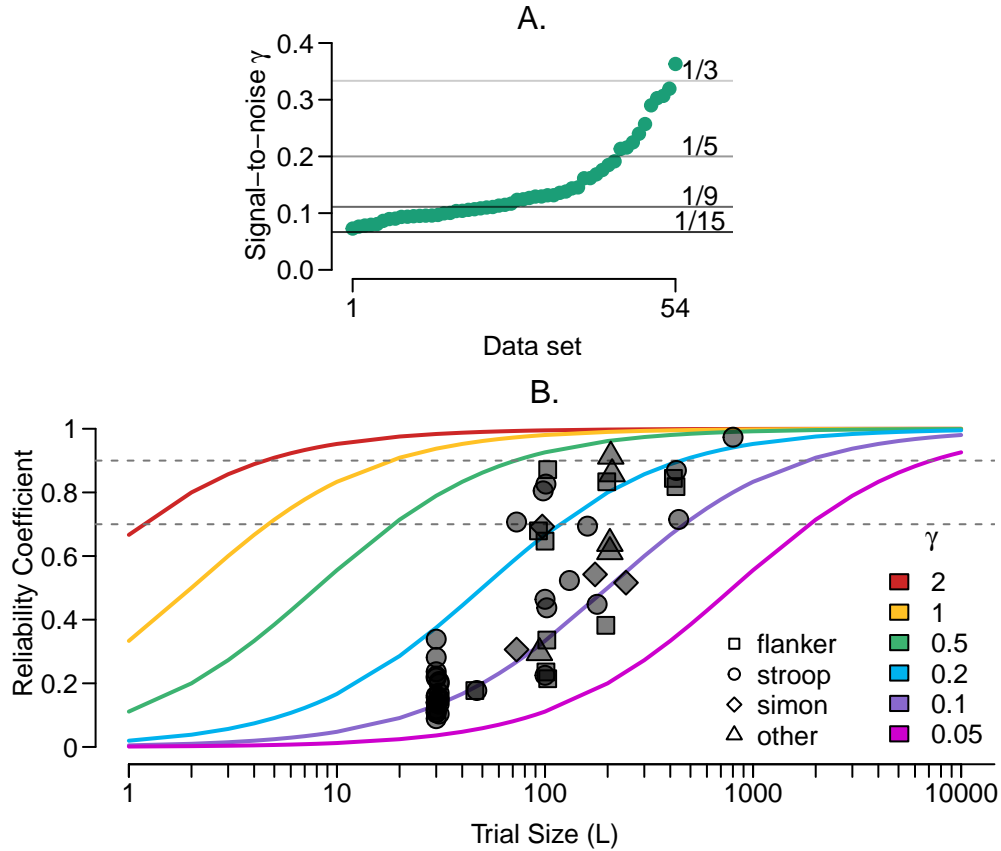 A.
Signal−to−noise γ
0.4
0.3
0.2
0.1
0.0
1/3
1/5
1/9
1/15
1
54
Data set
B.
Reliability Coefficient
1
0.8
0.6
0.4
0.2
0
γ
2
1
0.5
0.2
0.1
0.05
flanker
stroop
simon
other
1
10
100
1000
10000
Trial Size (L)